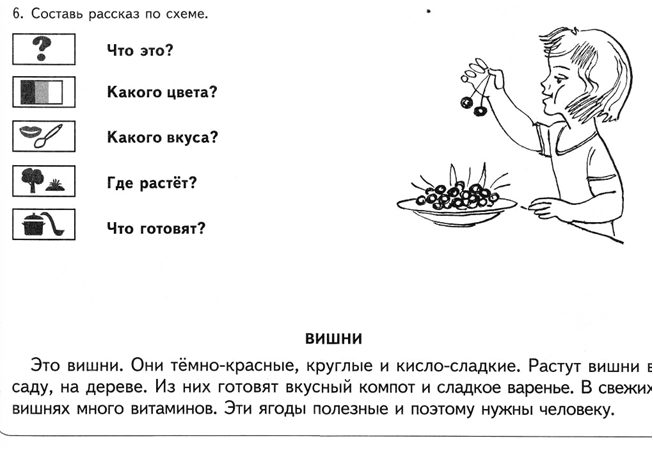 6. Составь рассказ по схеме.
?
Что это?
Какого цвета?
Какого вкуса?
Где растёт?
Что готовят?
ВИШНИ
Это вишни. Они тёмно-красные, круглые и кисло-сладкие. Растут вишни в
саду, на дереве. Из них готовят вкусный компот и сладкое варенье. В свежих
вишнях много витаминов. Эти ягоды полезные и поэтому нужны человеку.